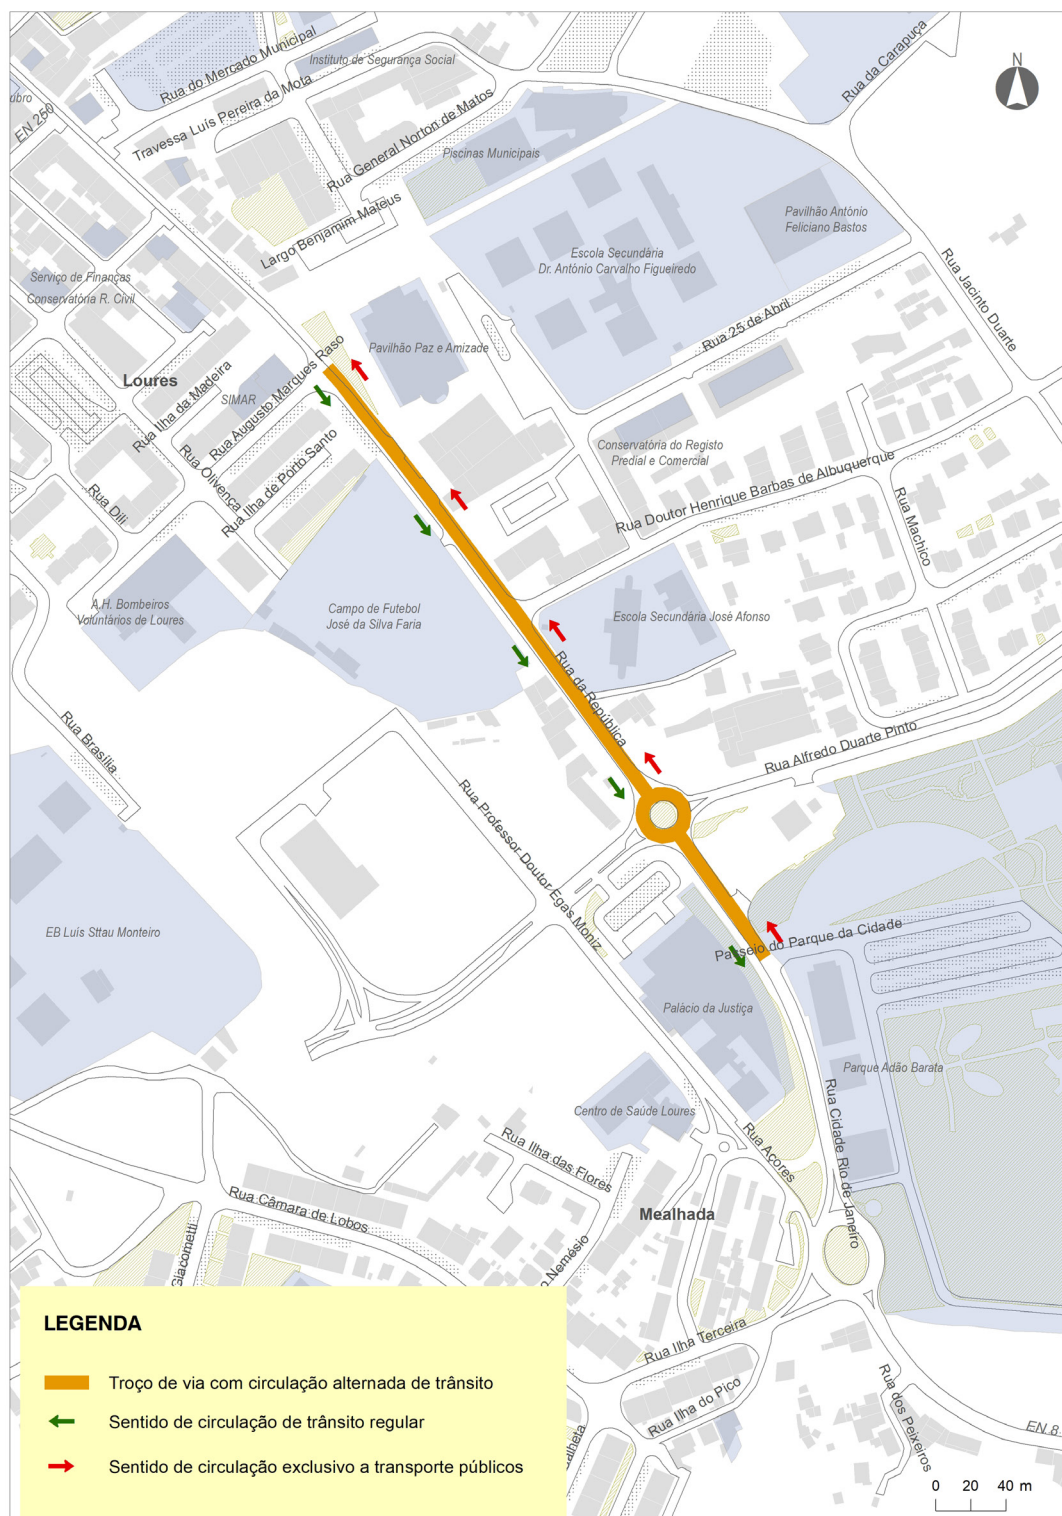 Rua do Mercado Municipal
Instituto de Segurança Social
Rua da Carapuça
N
EN 250
Travessa Luís Pereira da Mota
Rua General Norton de Matos
Piscinas Municipais
Largo Benjamim Mateus
Pavilhão António
Feliciano Bastos
Escola Secundária
Dr. António Carvalho Figueiredo
Serviço de Finanças
Conservatória R. Civil
Rua Jacinto Duarte
Rua 25 de Abril
Pavilhão Paz e Amizade
Loures
SIMAR
Rua Ilha da Madeira
Rua Augusto Marques Raso
Rua Olivença
Rua Ilha de Porto Santo
Rua Dili
Conservatória do Registo
Predial e Comercial
Rua Doutor Henrique Barbas de Albuquerque
Rua Machico
A.H. Bombeiros
Voluntários de Loures
Campo de Futebol
José da Silva Faria
Escola Secundária José Afonso
Rua da República
Rua Brasília
Rua Alfredo Duarte Pinto
Rua Professor Doutor Egas Moniz
EB Luís Sttau Monteiro
Passeio do Parque da Cidade
Palácio da Justiça
Parque Adão Barata
Centro de Saúde Loures
Rua Cidade Rio de Janeiro
Rua Açores
Rua Ilha das Flores
Rua Câmara de Lobos
Mealhada
Giacometti
o Nemésio
Rua Ilha Terceira
Rua Ilha do Pico
Rua dos Peixeiros
EN 8
LEGENDA
Troço de via com circulação alternada de trânsito
Sentido de circulação de trânsito regular
Sentido de circulação exclusivo a transporte públicos
0 20 40 m